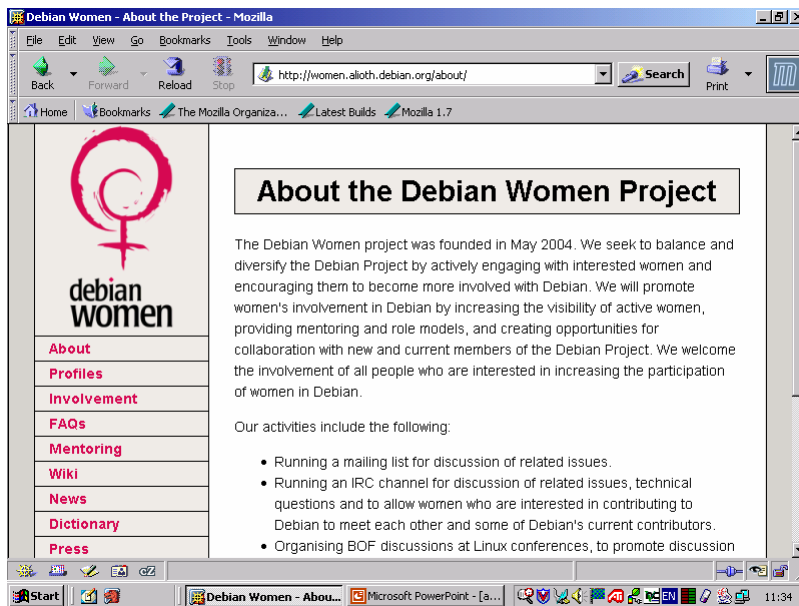 Debian Women - About the Project - Mozilla
File Edit View Go Bookmarks Tools Window Help
Back Forward Reload Stop http://women.alioth.debian.org/about/ Search Print
Home Bookmarks The Mozilla Organiza... Latest Builds Mozilla 1.7
debian
women
About
Profiles
Involvement
FAQs
Mentoring
Wiki
News
Dictionary
Press
About the Debian Women Project
The Debian Women project was founded in May 2004. We seek to balance and
diversify the Debian Project by actively engaging with interested women and
encouraging them to become more involved with Debian. We will promote
women's involvement in Debian by increasing the visibility of active women,
providing mentoring and role models, and creating opportunities for
collaboration with new and current members of the Debian Project. We welcome
the involvement of all people who are interested in increasing the participation
of women in Debian.
Our activities include the following:
• Running a mailing list for discussion of related issues.
• Running an IRC channel for discussion of related issues, technical
questions and to allow women who are interested in contributing to
Debian to meet each other and some of Debian's current contributors.
• Organising BOF discussions at Linux conferences, to promote discussion
Start Debian Women - Abou... Microsoft PowerPoint - [a... EN 11:34